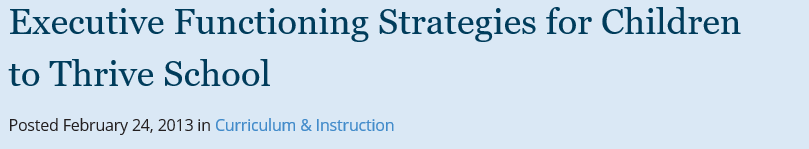 Executive Functioning Strategies for Children
to Thrive School
Posted February 24, 2013 in Curriculum & Instruction